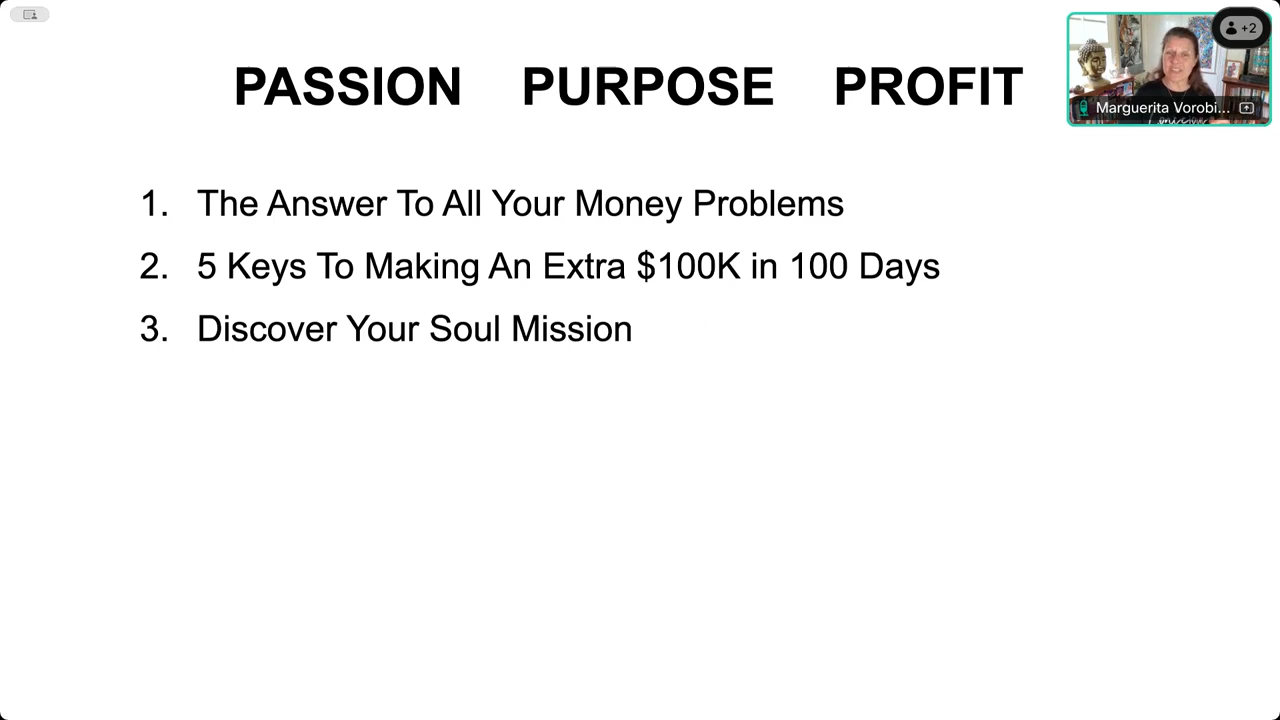 PASSION PURPOSE PROFIT
+2
Marguerita Vorobi...
1. The Answer To All Your Money Problems
2. 5 Keys To Making An Extra $100K in 100 Days
3. Discover Your Soul Mission